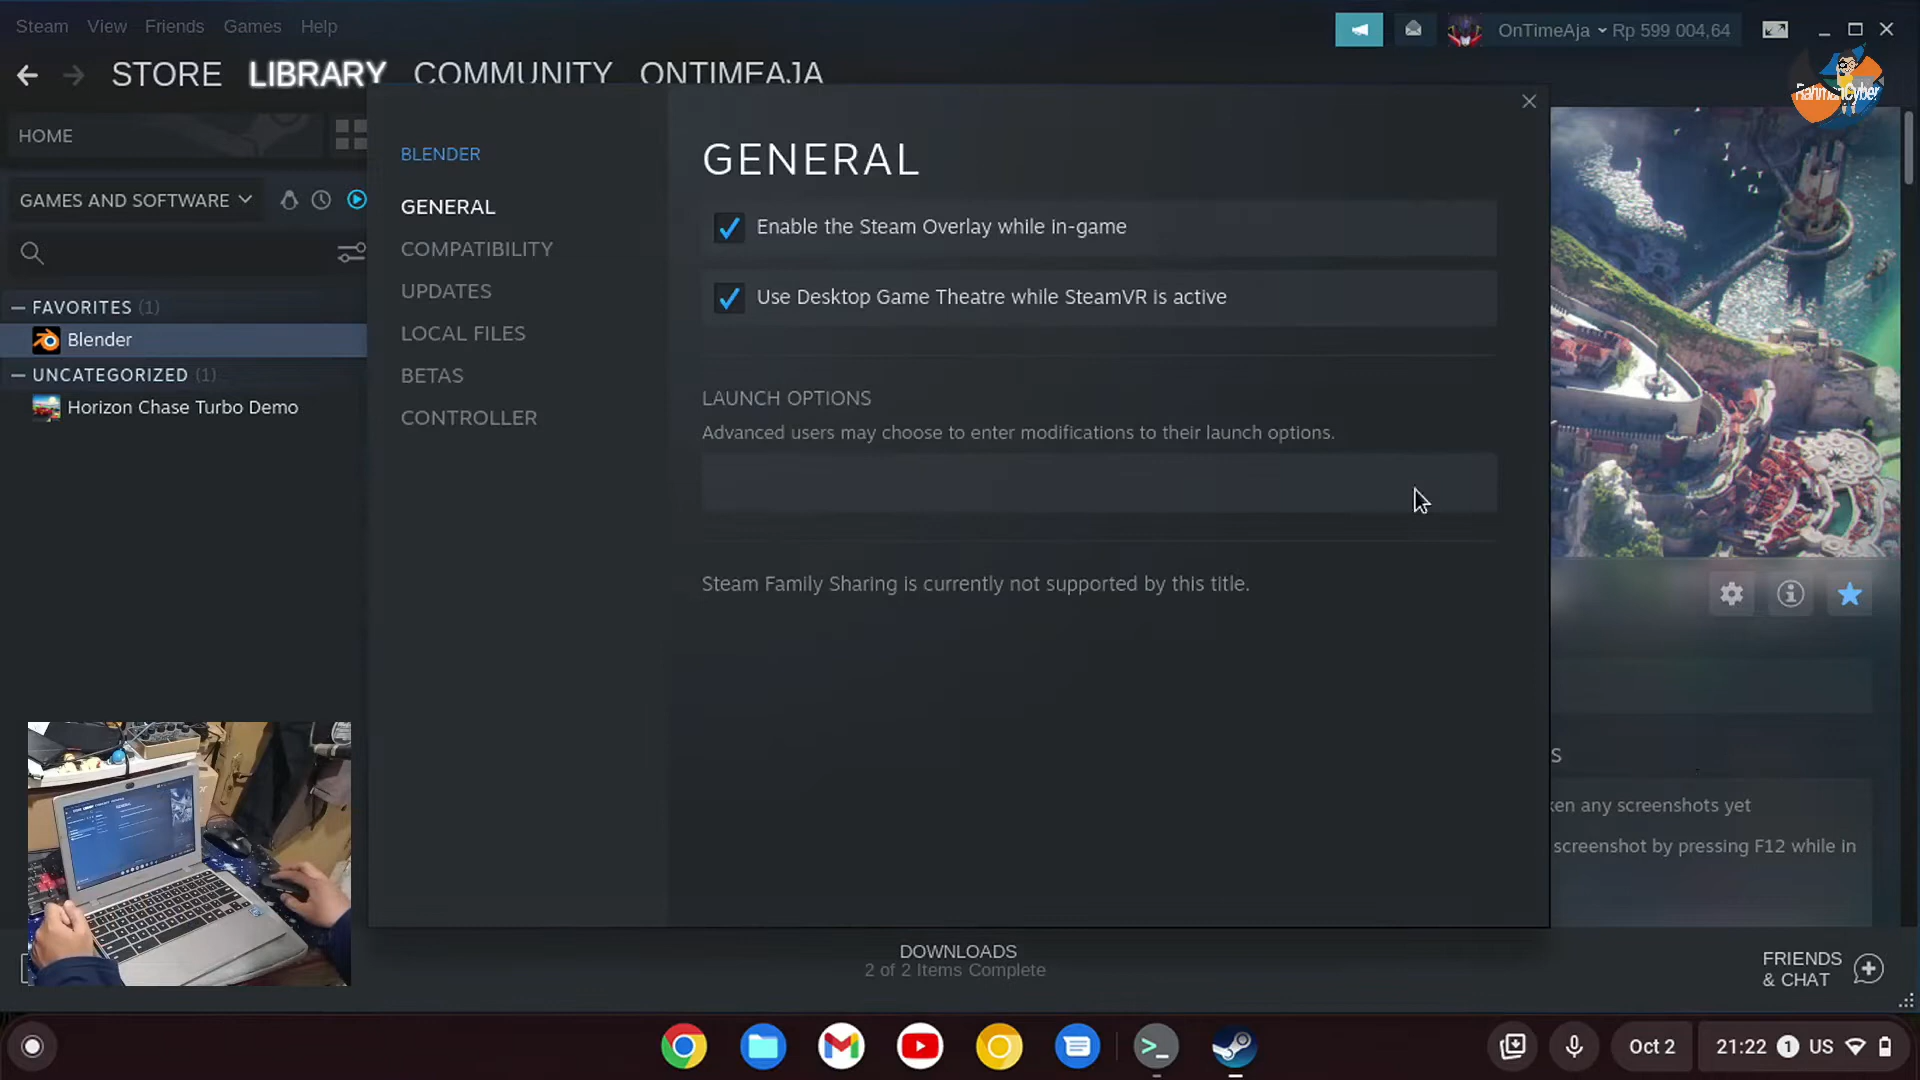 Steam View Friends Games Help
OnTimeAja Rp 599 004,64
STORE LIBRARY COMMUNITY ONTIMEAJA
RahmanCyber
HOME
GAMES AND SOFTWARE
FAVORITES (1)
Blender
UNCATEGORIZED (1)
Horizon Chase Turbo Demo
BLENDER
GENERAL
COMPATIBILITY
UPDATES
LOCAL FILES
BETAS
CONTROLLER
GENERAL
Enable the Steam Overlay while in-game
Use Desktop Game Theatre while SteamVR is active
LAUNCH OPTIONS
Advanced users may choose to enter modifications to their launch options.
Steam Family Sharing is currently not supported by this title.
S
ken any screenshots yet
screenshot by pressing F12 while in
DOWNLOADS
2 of 2 Items Complete
FRIENDS
& CHAT
Oct 2
21:22 1 US